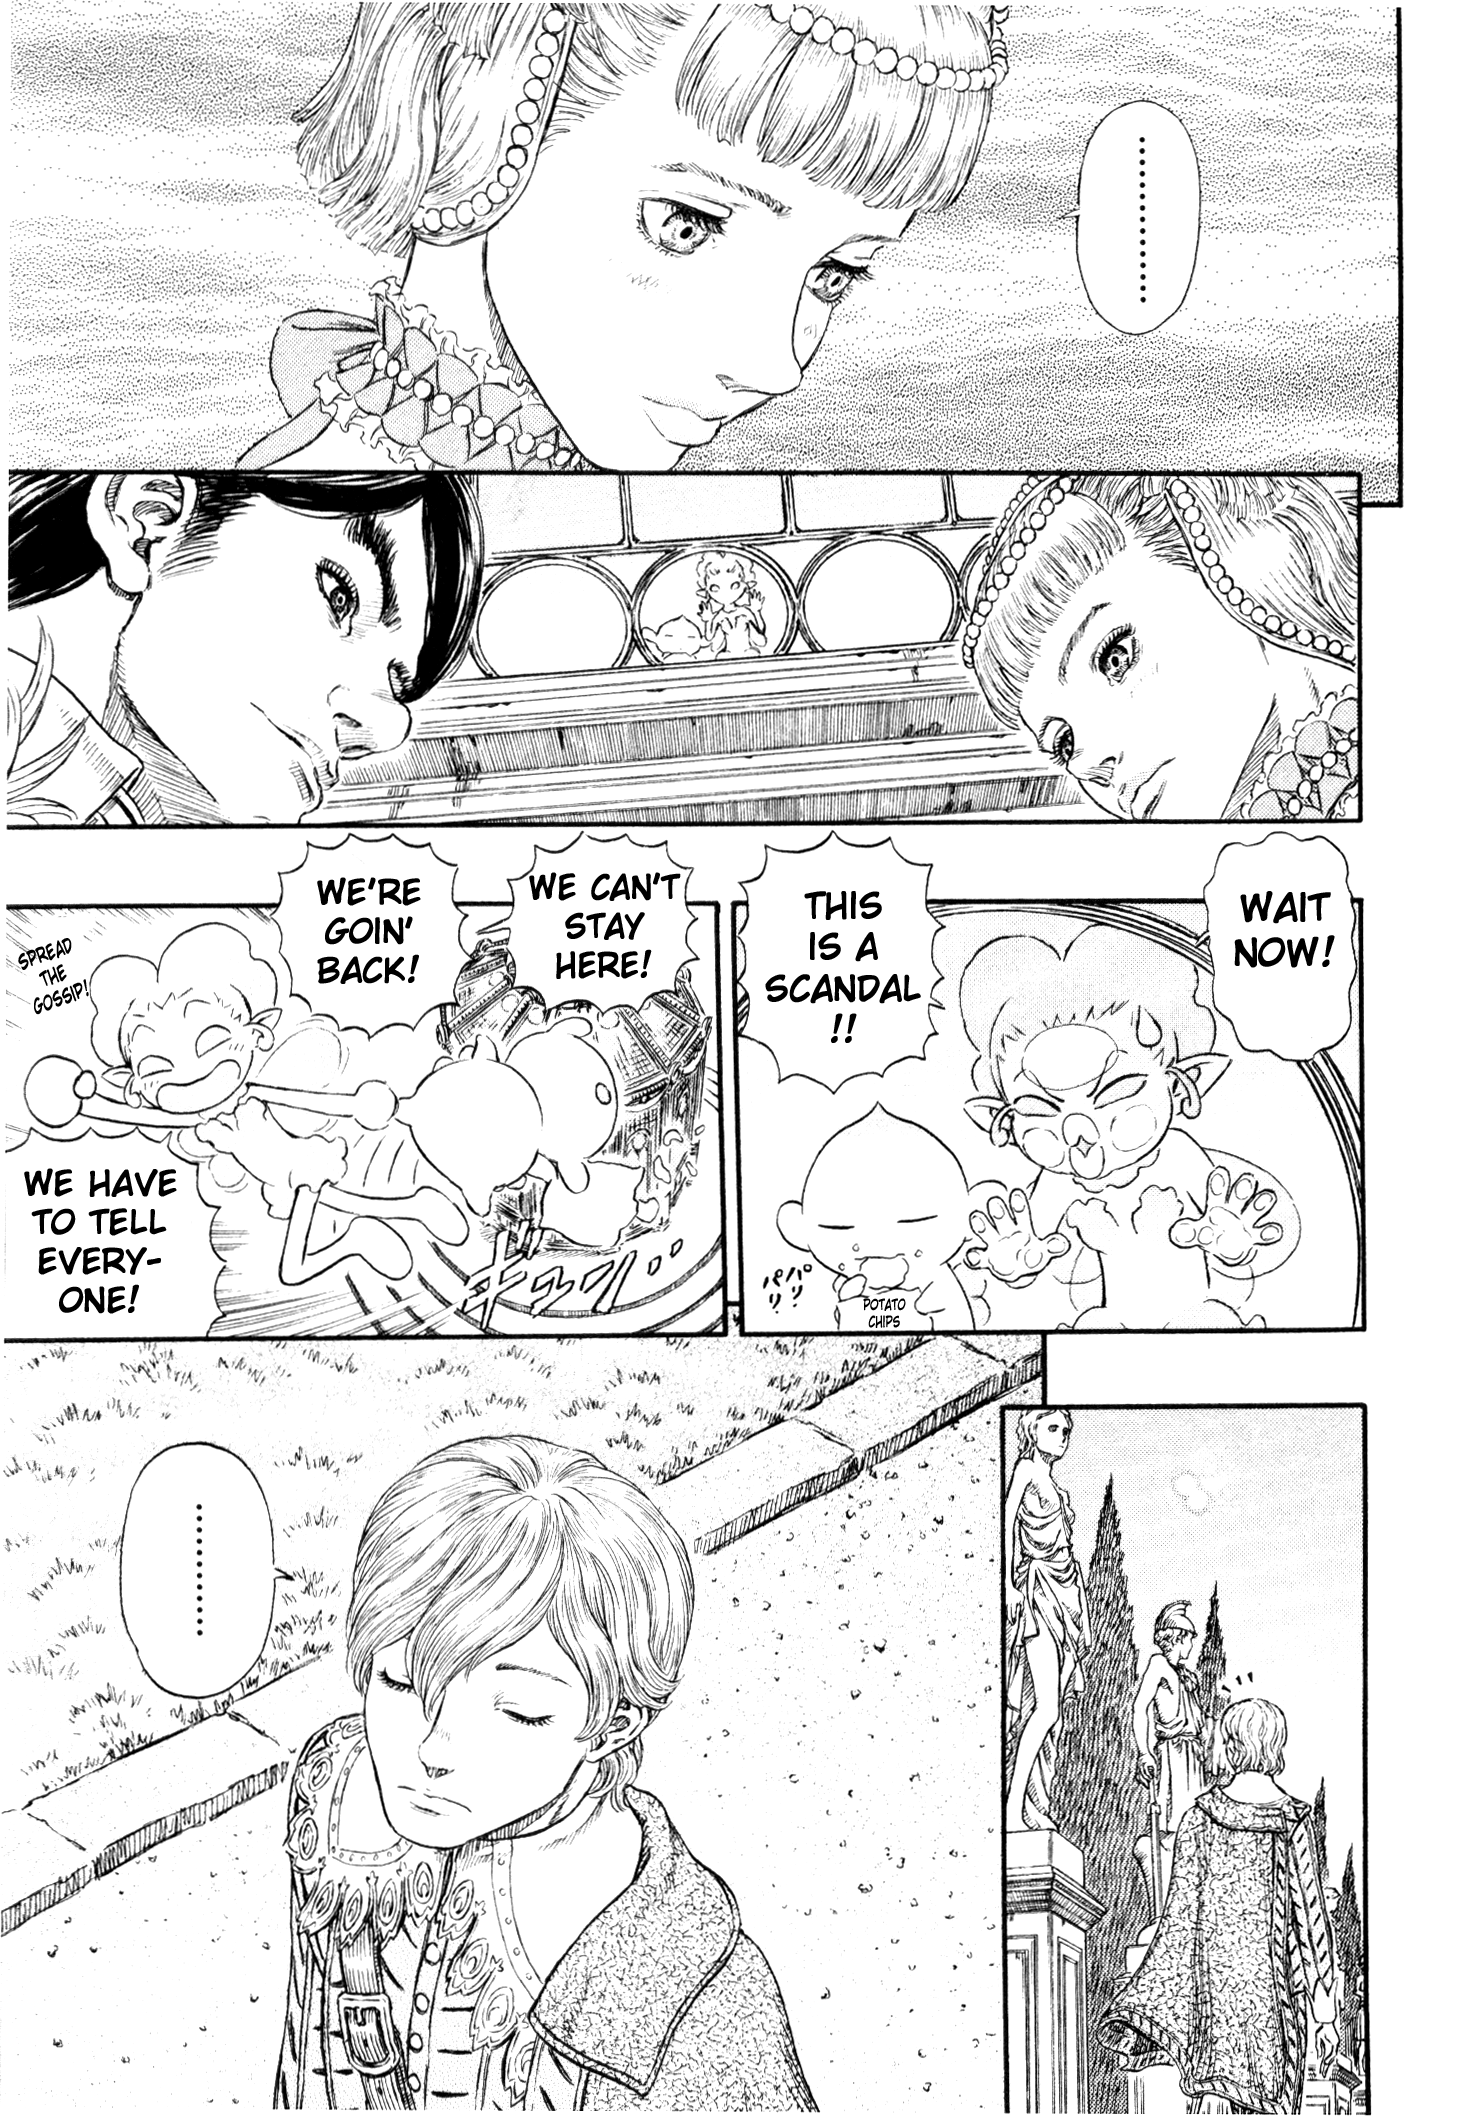 …………
WAIT
NOW!
THIS
IS A
SCANDAL
!!
POTATO
CHIPS
パリ
パリ
WE CAN'T
STAY
HERE!
WE'RE
GOIN'
BACK!
SPREAD
THE
GOSSIP!
WE HAVE
TO TELL
EVERY-
ONE!
…………